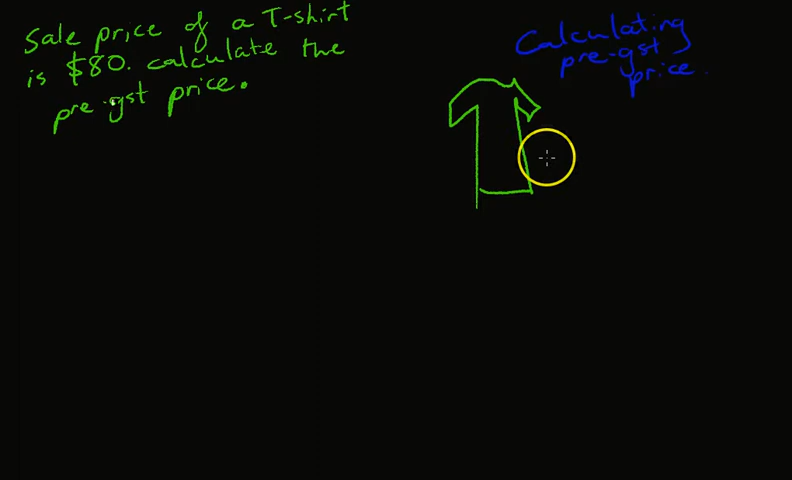 Sale price of a T-shirt
is $80. calculate the
pre-gst price.
Calculating
pre-gst
price.